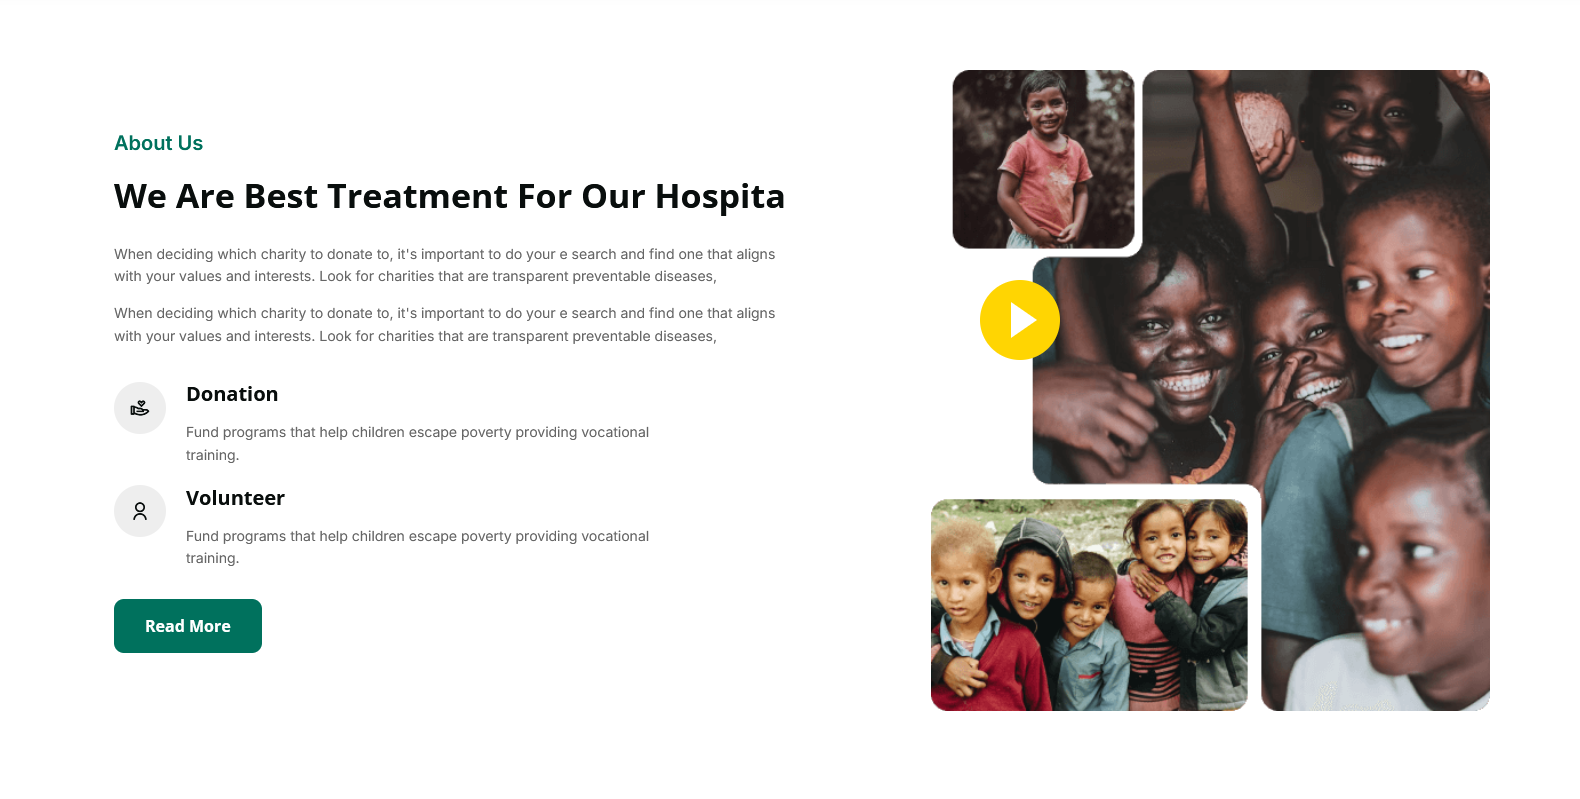 About Us
We Are Best Treatment For Our Hospita
When deciding which charity to donate to, it's important to do your e search and find one that aligns
with your values and interests. Look for charities that are transparent preventable diseases,
When deciding which charity to donate to, it's important to do your e search and find one that aligns
with your values and interests. Look for charities that are transparent preventable diseases,
Donation
Fund programs that help children escape poverty providing vocational
training.
Volunteer
Fund programs that help children escape poverty providing vocational
training.
Read More